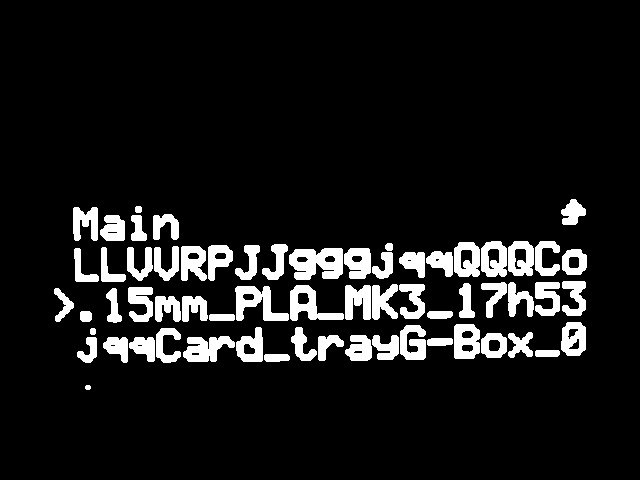 Main
LLVVRPJJgggjqqQQQCo
>.15mm_PLA_MK3_17h53
jqqCard_trayG-Box_0
.